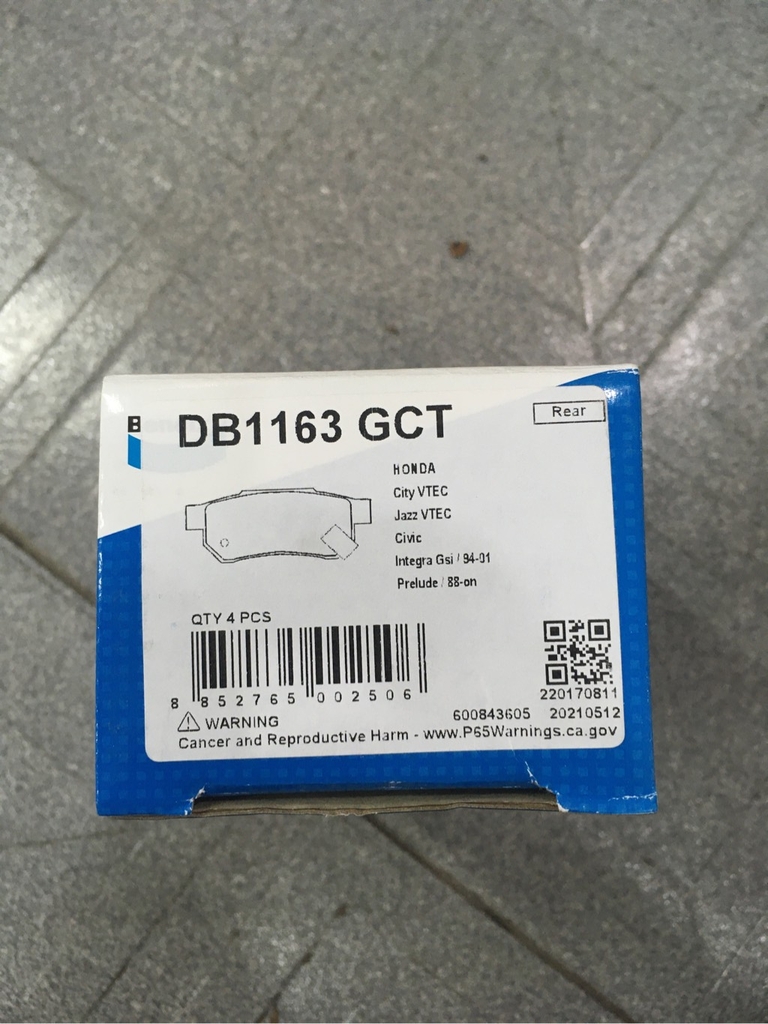 DB1163 GCT
Rear
HONDA
City VTEC
Jazz VTEC
Civic
Integra Gsi / 94-01
Prelude / 88-on
QTY 4 PCS
8 852765 002506
220170811
600843605 20210512
WARNING
Cancer and Reproductive Harm - www.P65Warnings.ca.gov